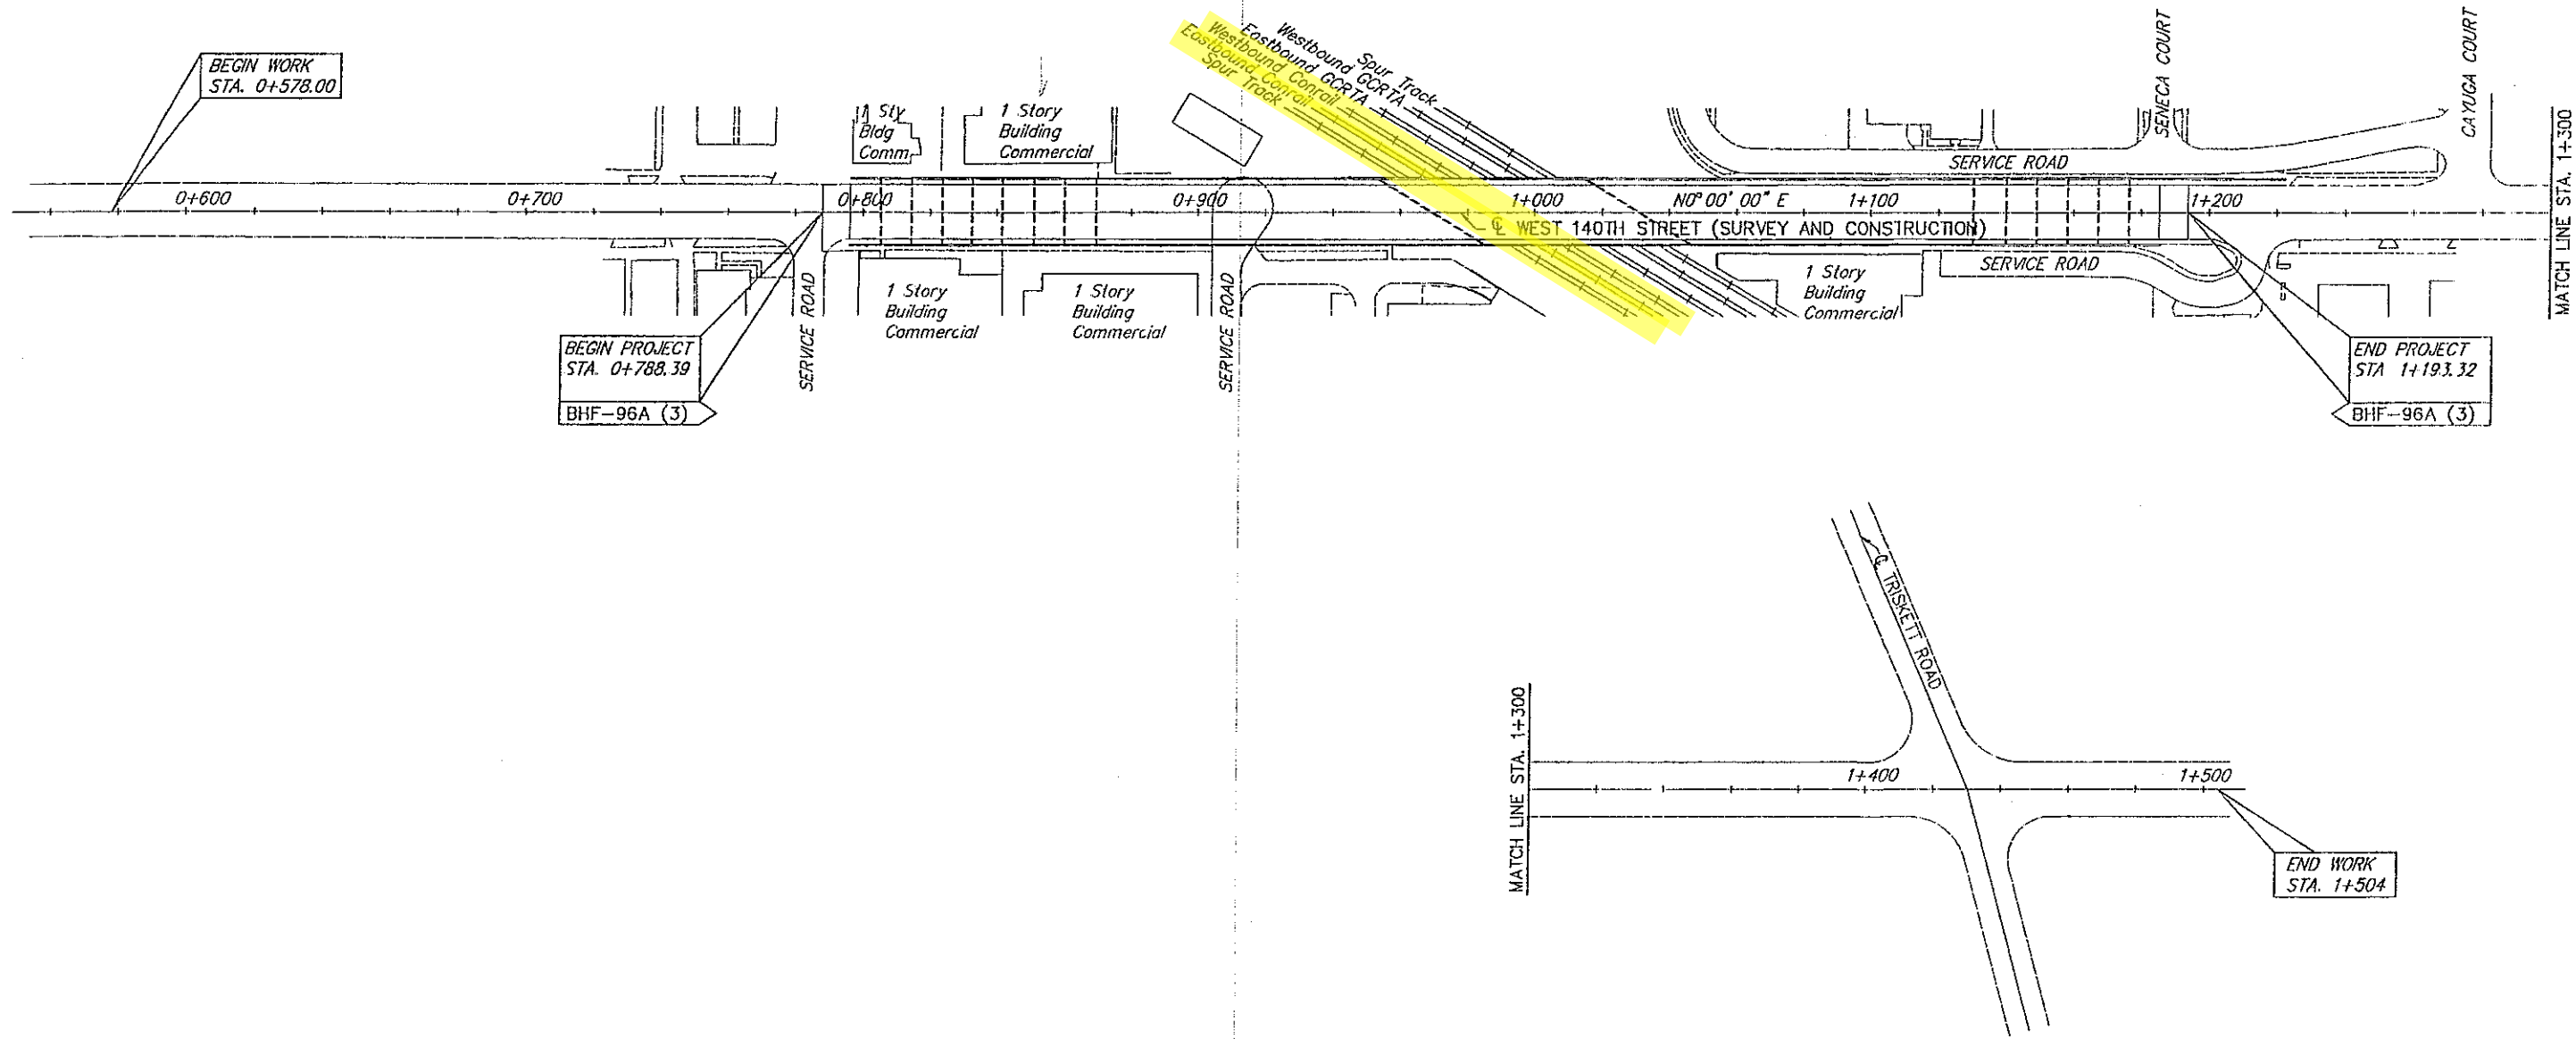 BEGIN WORK
STA. 0+578.00
Spur Track
Westbound GCRTA
Eastbound GCRTA
Westbound Conrail
Eastbound Conrail
Spur Track
SENECA COURT
CAYUGA COURT
1 Sty
Bldg
Comm
1 Story
Building
Commercial
SERVICE ROAD
MATCH LINE STA. 1+300
0+600
0+700
0+800
0+900
1+000
N0° 00' 00" E
1+100
1+200
℄ WEST 140TH STREET (SURVEY AND CONSTRUCTION)
SERVICE ROAD
1 Story
Building
Commercial
1 Story
Building
Commercial
1 Story
Building
Commercial
SERVICE ROAD
SERVICE ROAD
BEGIN PROJECT
STA. 0+788.39
BHF-96A (3)
END PROJECT
STA 1+193.32
BHF-96A (3)
℄ TRISKETT ROAD
MATCH LINE STA. 1+300
1+400
1+500
END WORK
STA. 1+504